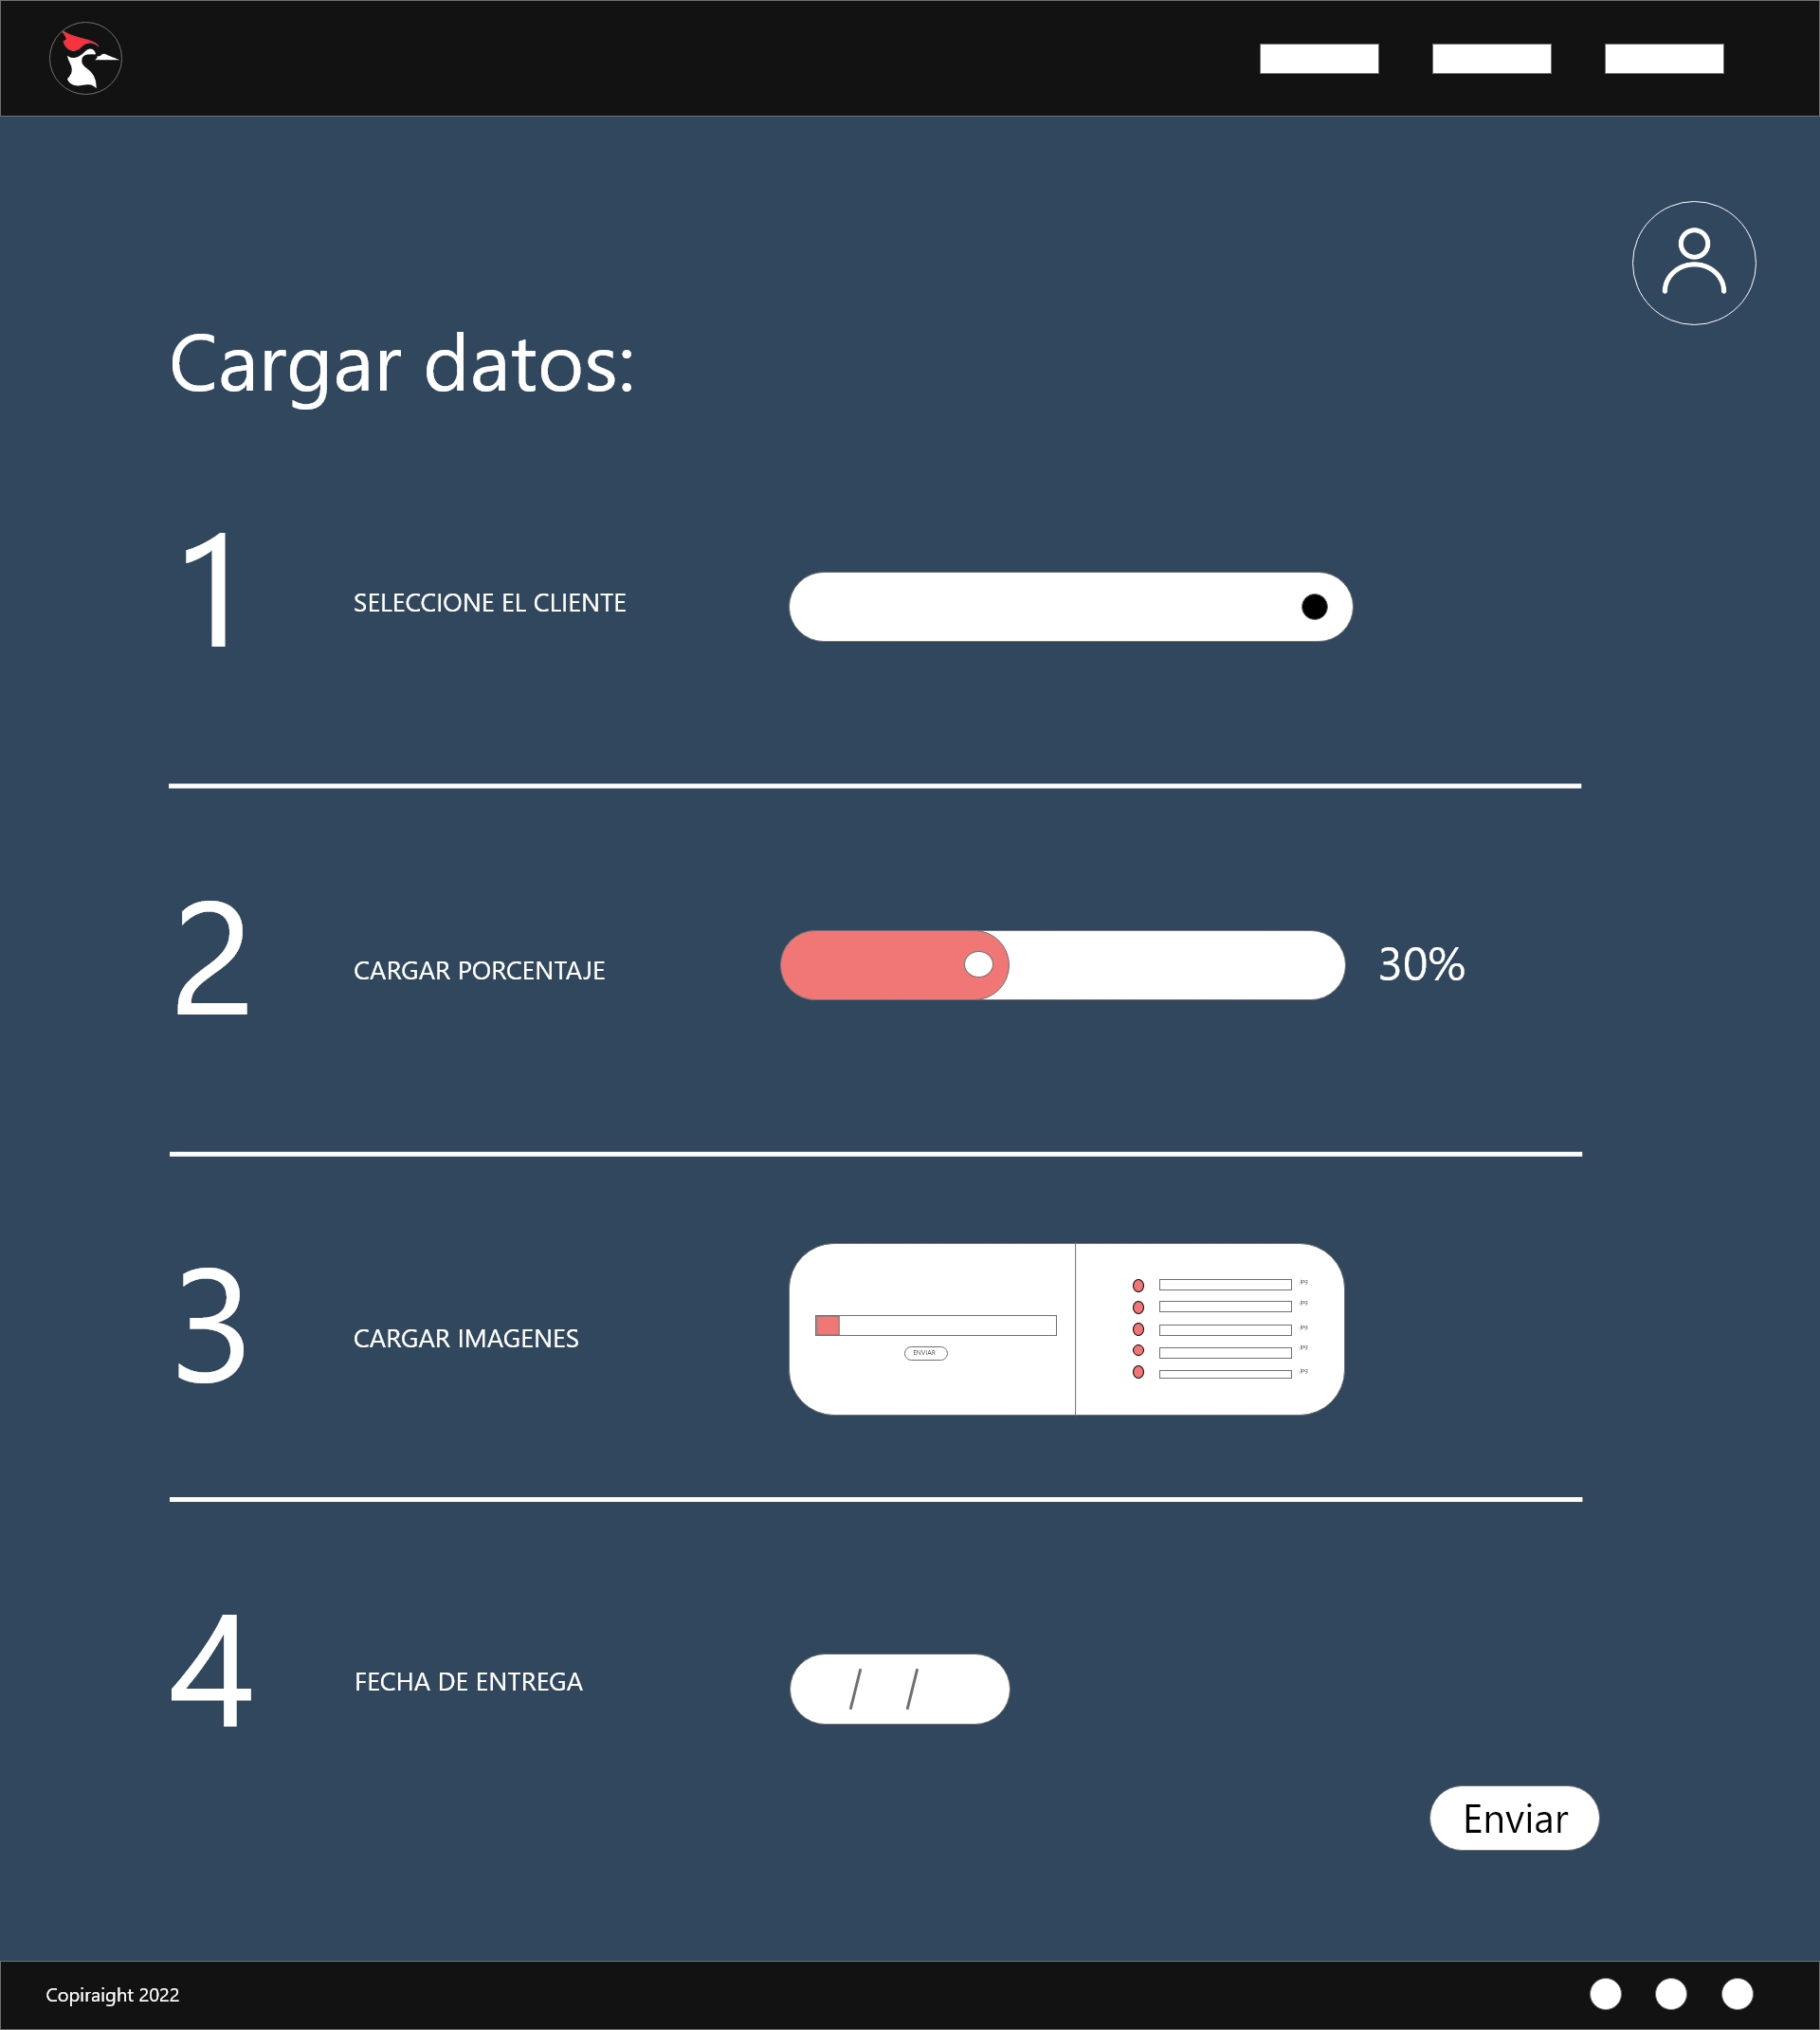 Cargar datos:
1
SELECCIONE EL CLIENTE
2
CARGAR PORCENTAJE
30%
3
CARGAR IMAGENES
ENVIAR
.jpg
.jpg
.jpg
.jpg
.jpg
4
FECHA DE ENTREGA
/ /
Enviar
Copiraight 2022